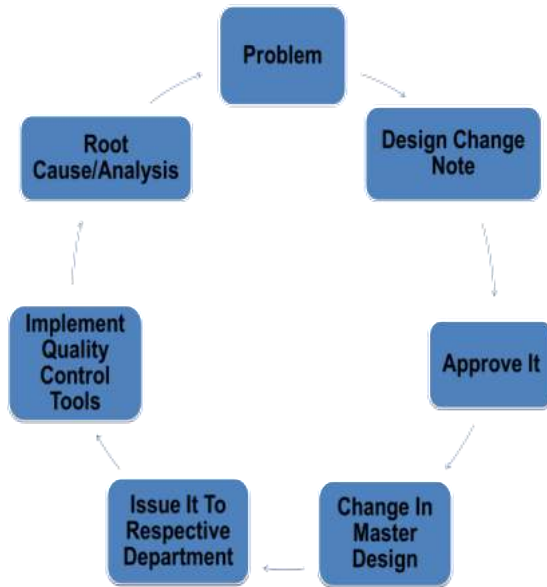 Problem
Design Change
Note
Approve It
Change In
Master
Design
Issue It To
Respective
Department
Implement
Quality
Control
Tools
Root
Cause/Analysis